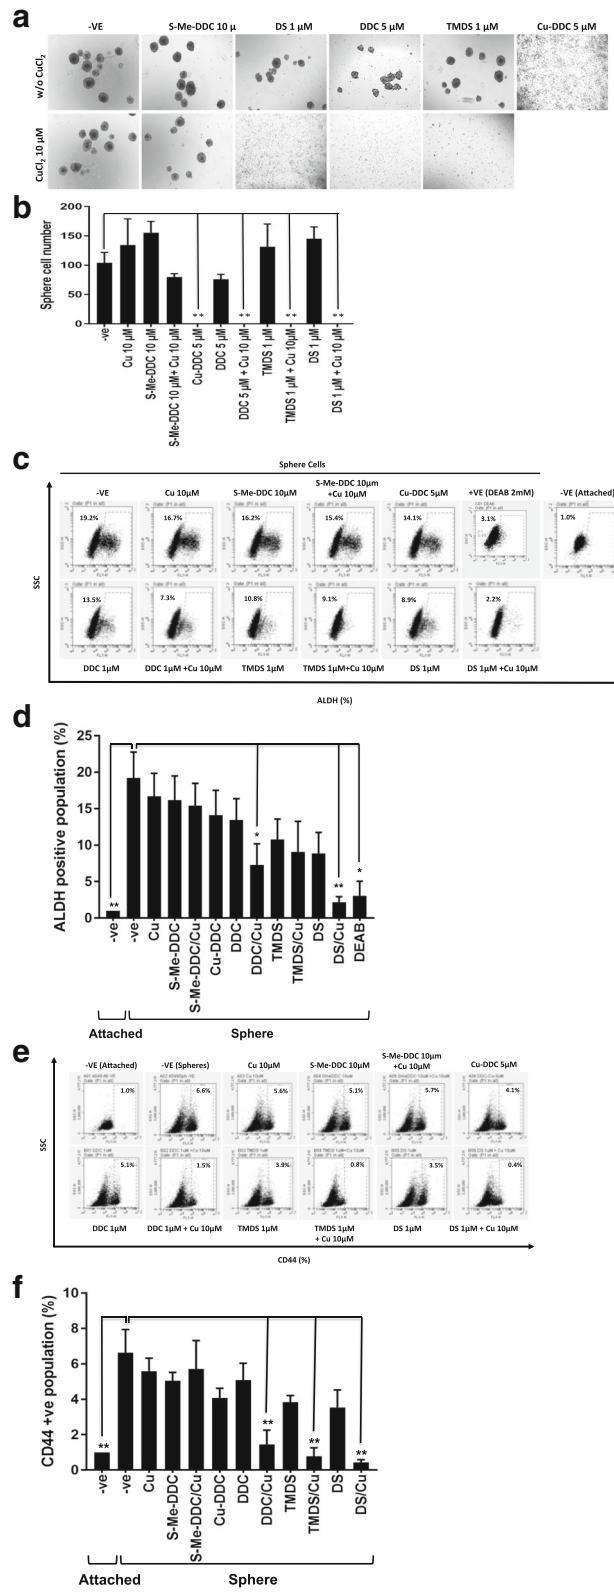 a
-VE
S-Me-DDC 10 μ
DS 1 μM
DDC 5 μM
TMDS 1 μM
Cu-DDC 5 μM
w/o CuCl2
CuCl2 10 μM
b
Sphere cell number
200
150
100
50
0
**
**
**
**
-ve
Cu 10 μM
S-Me-DDC 10 μM
S-Me-DDC 10 μM+ Cu 10 μM
Cu-DDC 5 μM
DDC 5 μM
DDC 5 μM + Cu 10 μM
TMDS 1 μM
TMDS 1 μM + Cu 10μM
DS 1 μM
DS 1 μM + Cu 10 μM
c
Sphere Cells
-VE
Cu 10μM
S-Me-DDC 10μM
S-Me-DDC 10μm
+Cu 10μM
Cu-DDC 5μM
+VE (DEAB 2mM)
-VE (Attached)
19.2%
16.7%
16.2%
15.4%
14.1%
3.1%
1.0%
SSC
13.5%
7.3%
10.8%
9.1%
8.9%
2.2%
DDC 1μM
DDC 1μM +Cu 10μM
TMDS 1μM
TMDS 1μM+Cu 10μM
DS 1μM
DS 1μM +Cu 10μM
ALDH (%)
d
ALDH positive population (%)
25
20
15
10
5
0
**
*
**
*
-ve
-ve
Cu
S-Me-DDC
S-Me-DDC/Cu
Cu-DDC
DDC
DDC/Cu
TMDS
TMDS/Cu
DS
DS/Cu
DEAB
Attached
Sphere
e
-VE (Attached)
-VE (Spheres)
Cu 10μM
S-Me-DDC 10μM
S-Me-DDC 10μm
+Cu 10μM
Cu-DDC 5μM
1.0%
6.6%
5.6%
5.1%
5.7%
4.1%
SSC
5.1%
1.5%
3.9%
0.8%
3.5%
0.4%
DDC 1μM
DDC 1μM + Cu 10μM
TMDS 1μM
TMDS 1μM
+ Cu 10μM
DS 1μM
DS 1μM + Cu 10μM
CD44 (%)
f
CD44 +ve population (%)
8
6
4
2
0
**
**
**
**
-ve
-ve
Cu
S-Me-DDC
S-Me-DDC/Cu
Cu-DDC
DDC
DDC/Cu
TMDS
TMDS/Cu
DS
DS/Cu
Attached
Sphere